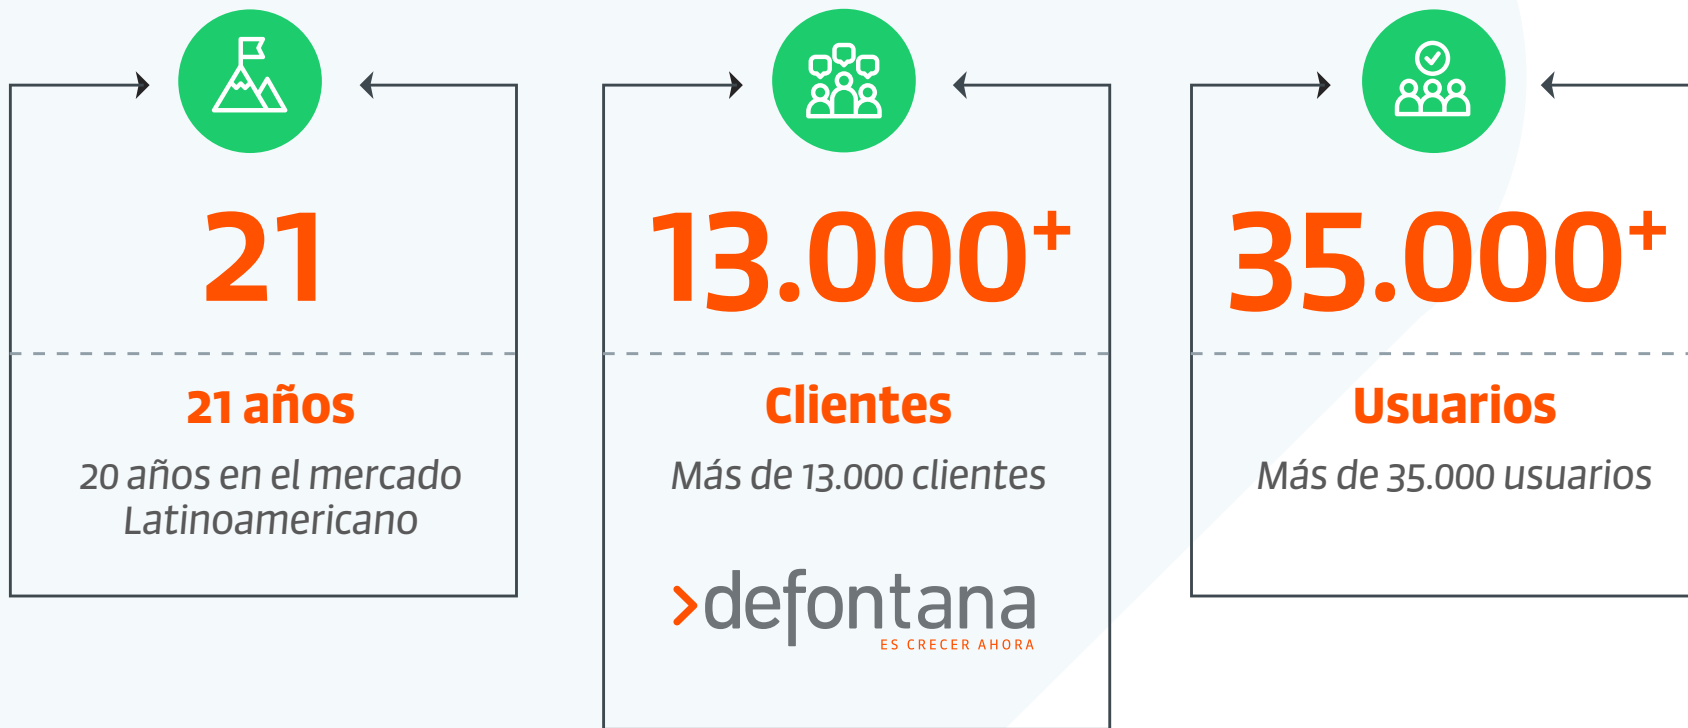 21
21 años
20 años en el mercado
Latinoamericano
13.000+
Clientes
Más de 13.000 clientes
defontana
ES CRECER AHORA
35.000+
Usuarios
Más de 35.000 usuarios